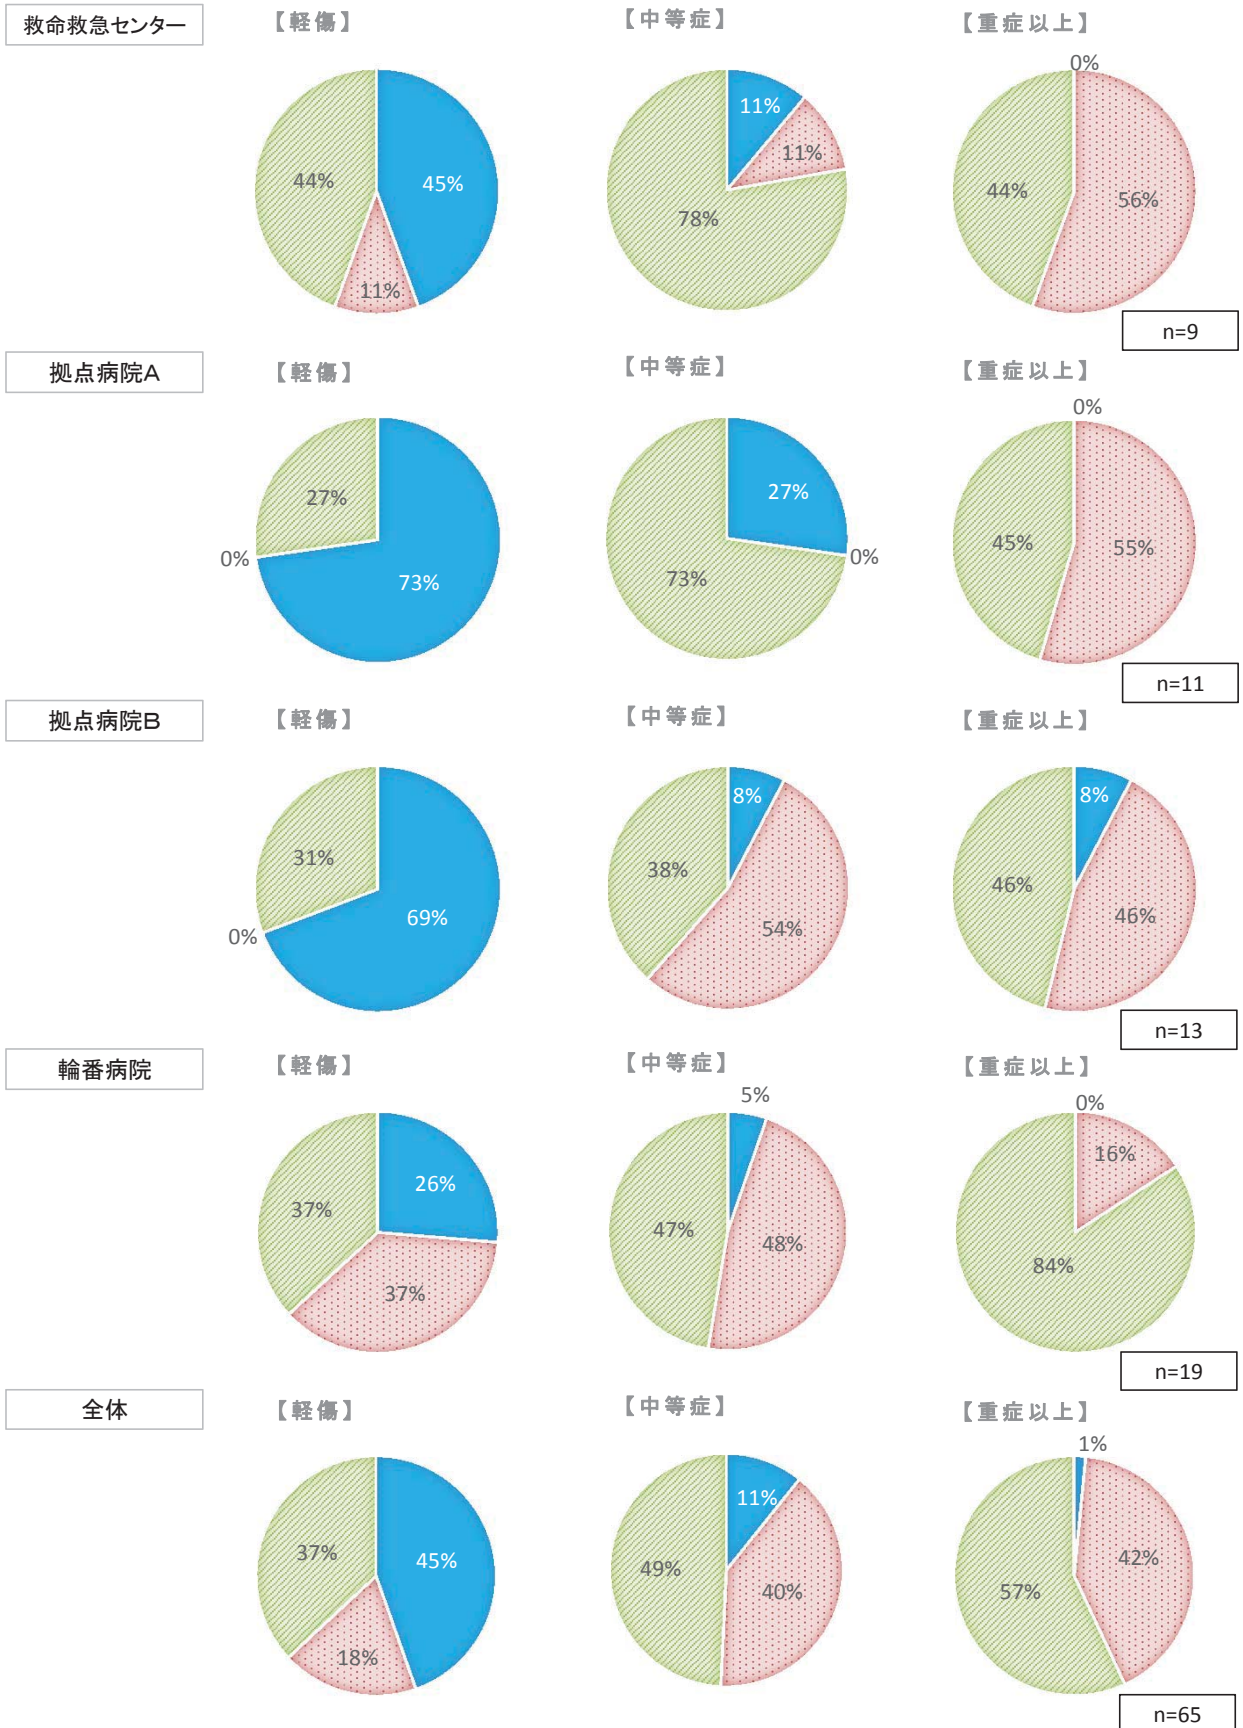 救命救急センター
【軽傷】
【中等症】
【重症以上】
44%
45%
11%
11%
11%
78%
0%
44%
56%
n=9
拠点病院A
【軽傷】
【中等症】
【重症以上】
27%
0%
73%
27%
0%
73%
0%
45%
55%
n=11
拠点病院B
【軽傷】
【中等症】
【重症以上】
31%
0%
69%
8%
38%
54%
8%
46%
46%
n=13
輪番病院
【軽傷】
【中等症】
【重症以上】
26%
37%
37%
5%
47%
48%
0%
16%
84%
n=19
全体
【軽傷】
【中等症】
【重症以上】
37%
45%
18%
11%
49%
40%
1%
42%
57%
n=65